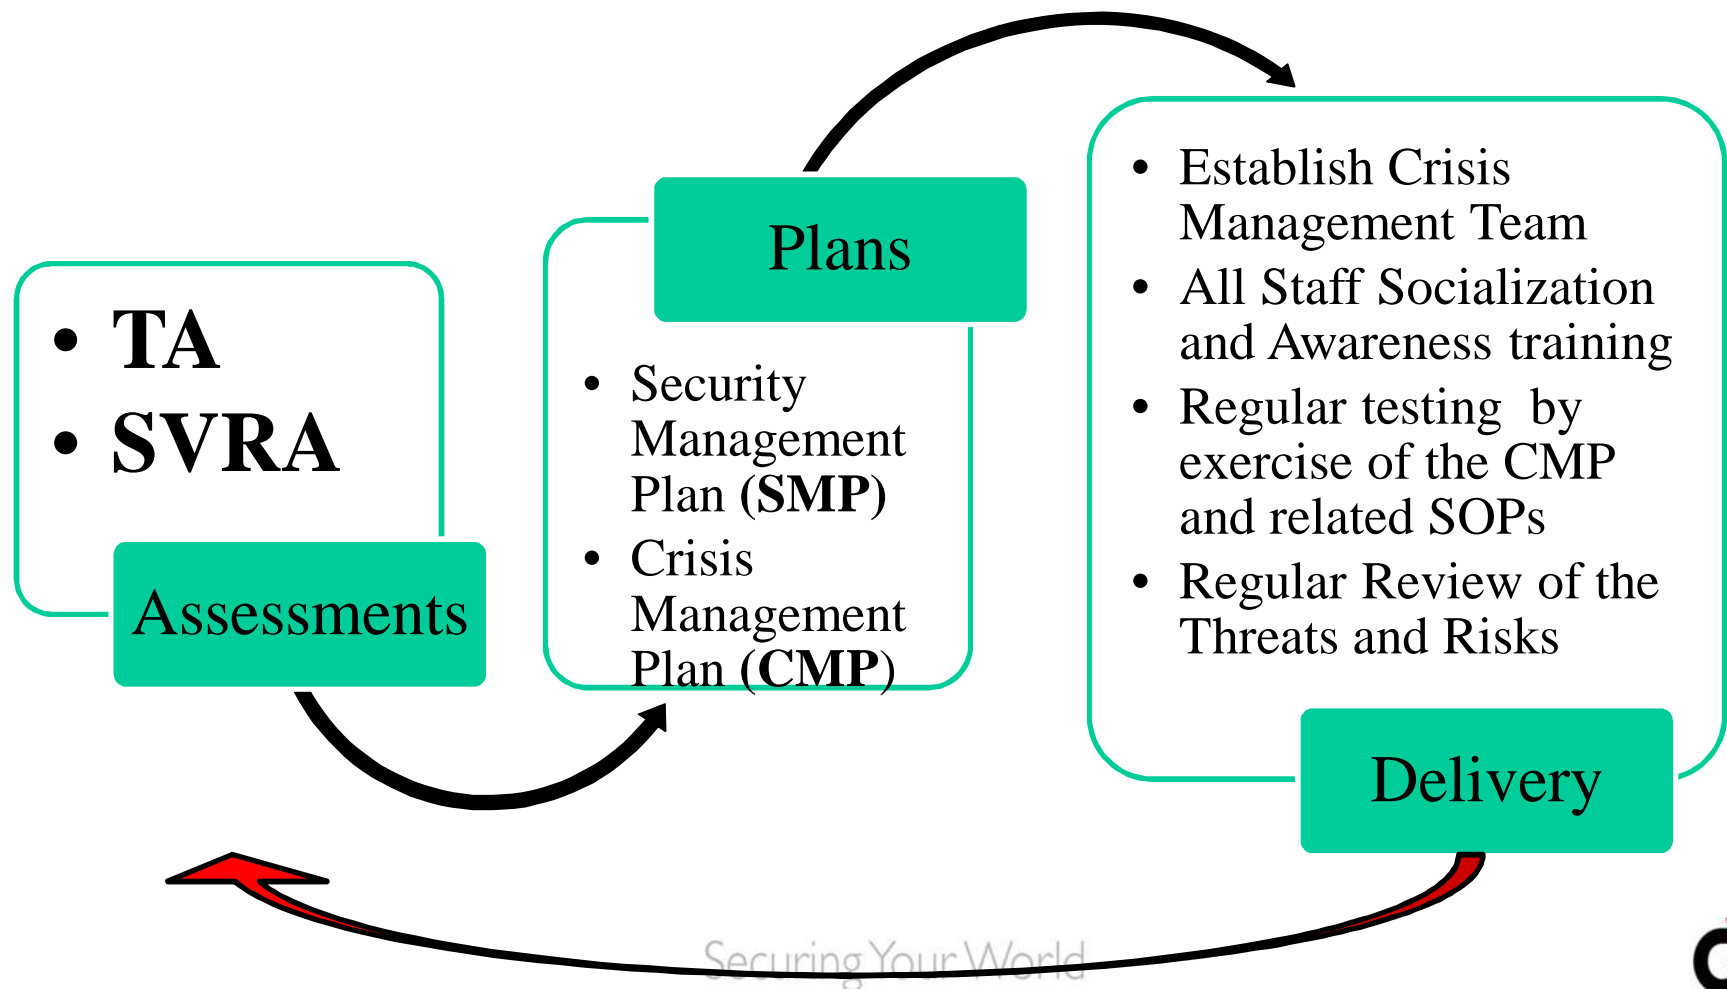 • TA
• SVRA
Assessments
Plans
• Security
Management
Plan (SMP)
• Crisis
Management
Plan (CMP)
• Establish Crisis
Management Team
• All Staff Socialization
and Awareness training
• Regular testing  by
exercise of the CMP
and related SOPs
• Regular Review of the
Threats and Risks
Delivery
Securing Your World